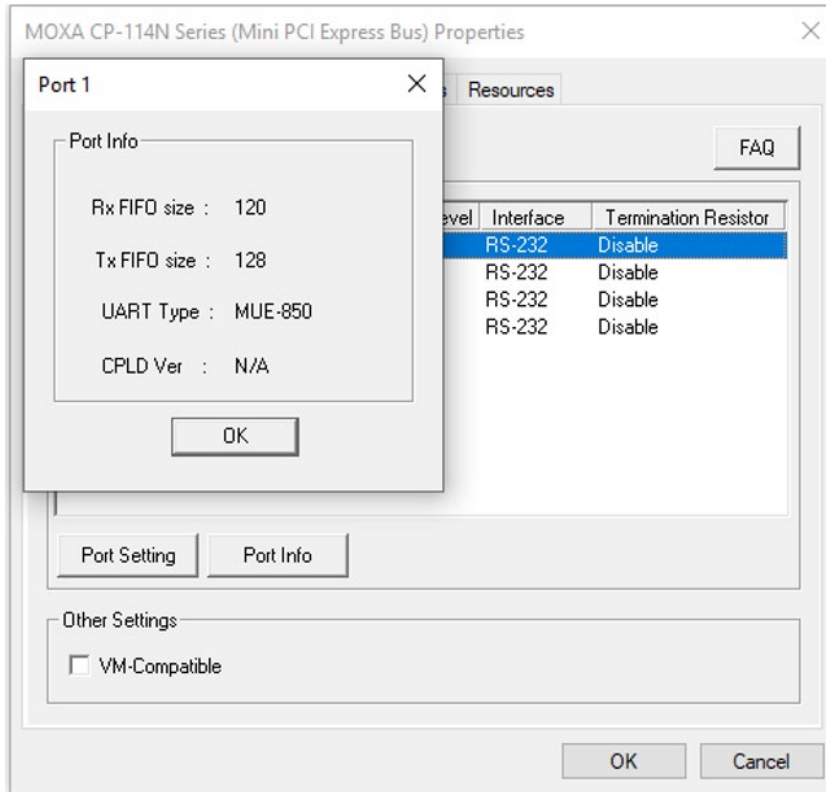 MOXA CP-114N Series (Mini PCI Express Bus) Properties
Port 1
Resources
Port Info
FAQ
Rx FIFO size : 120
Tx FIFO size : 128
UART Type : MUE-850
CPLD Ver : N/A
OK
Interface Termination Resistor
RS-232 Disable
RS-232 Disable
RS-232 Disable
RS-232 Disable
Port Setting Port Info
Other Settings
VM-Compatible
OK Cancel